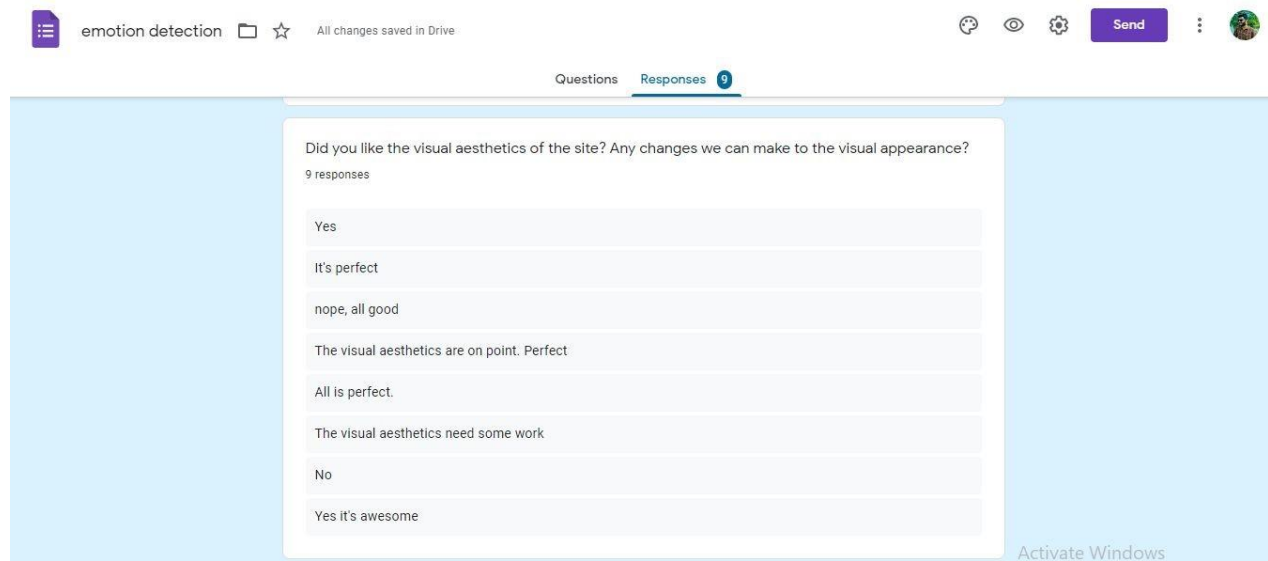 emotion detection
All changes saved in Drive
Send
Questions Responses 9
Did you like the visual aesthetics of the site? Any changes we can make to the visual appearance?
9 responses
Yes
It's perfect
nope, all good
The visual aesthetics are on point. Perfect
All is perfect.
The visual aesthetics need some work
No
Yes it's awesome
Activate Windows